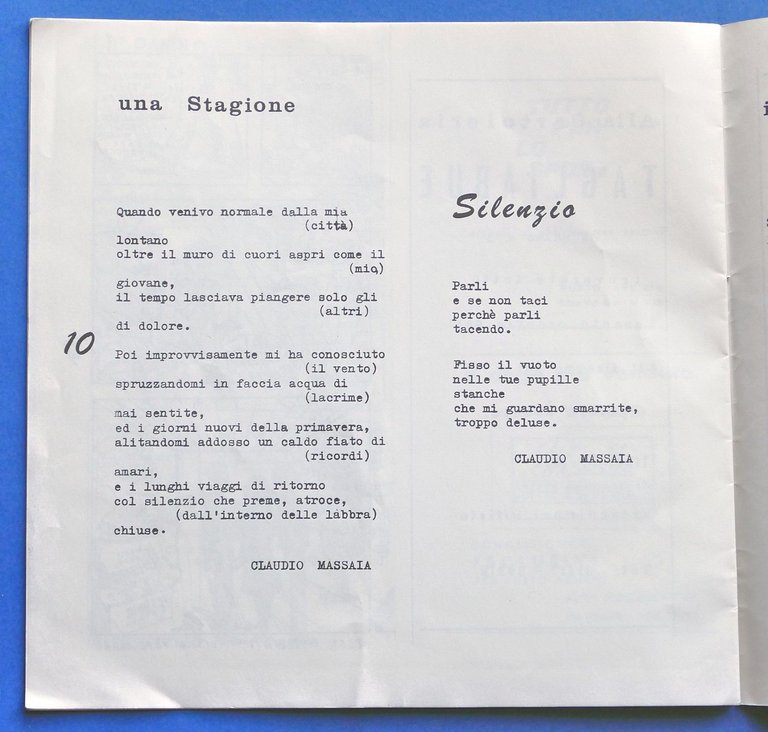 una Stagione
Quando venivo normale dalla mia
(città)
lontano
oltre il muro di cuori aspri come il
(mio)
giovane,
il tempo lasciava piangere solo gli
(altri)
di dolore.
10
Poi improvvisamente mi ha conosciuto
(il vento)
spruzzandomi in faccia acqua di
(lacrime)
mai sentite,
ed i giorni nuovi della primavera,
alitandomi addosso un caldo fiato di
(ricordi)
amari,
e i lunghi viaggi di ritorno
col silenzio che preme, atroce,
(dall'interno delle labbra)
chiuse.
CLAUDIO MASSAIA
Silenzio
Parli
e se non taci
perchè parli
tacendo.
Fisso il vuoto
nelle tue pupille
stanche
che mi guardano smarrite,
troppo deluse.
CLAUDIO MASSAIA